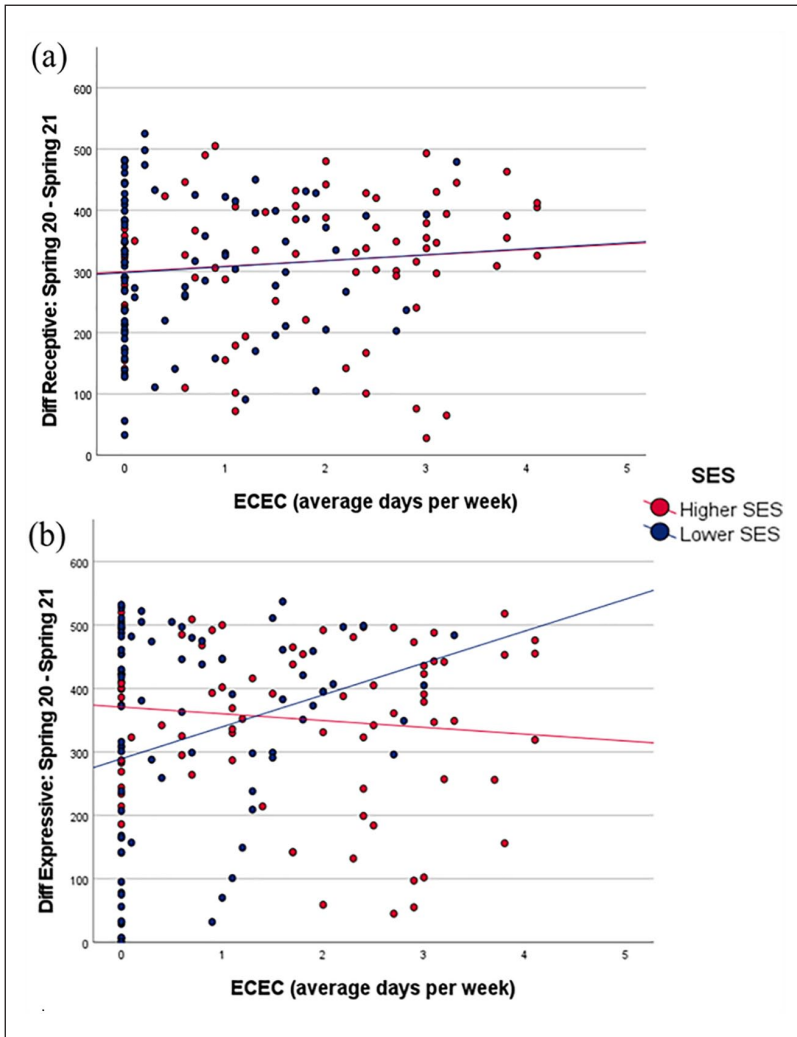 (a)
600
500
400
300
200
100
0
Diff Receptive: Spring 20 - Spring 21
0 1 2 3 4 5
ECEC (average days per week)
SES
Higher SES
Lower SES
(b)
600
500
400
300
200
100
0
Diff Expressive: Spring 20 - Spring 21
0 1 2 3 4 5
ECEC (average days per week)